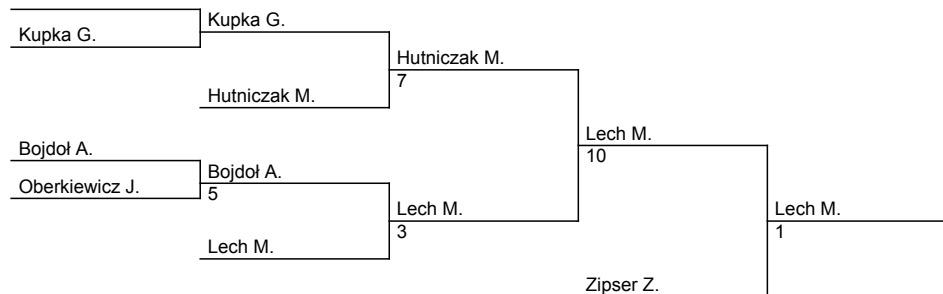 Kupka G.
Kupka G.
Hutniczak M.
7
Hutniczak M.
Bojdoł A.
Oberkiewicz J.
Bojdoł A.
5
Lech M.
3
Lech M.
Lech M.
10
Lech M.
1
Zipser Z.